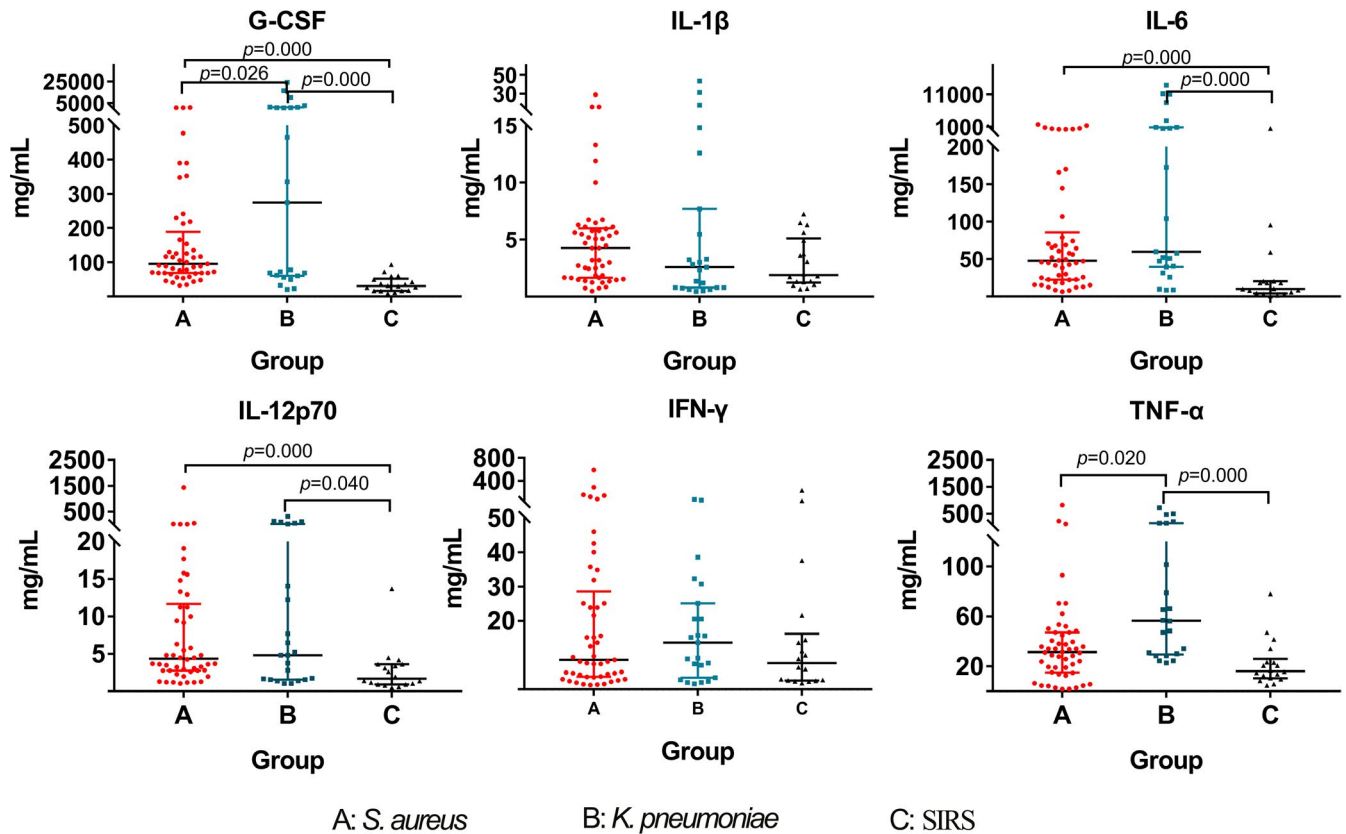 G-CSF
p=0.000
p=0.026
p=0.000
25000
5000
500
400
300
200
100
mg/mL
A
B
C
Group
IL-1β
50
30
15
10
5
mg/mL
A
B
C
Group
IL-6
p=0.000
p=0.000
11000
1000
200
150
100
50
mg/mL
A
B
C
Group
IL-12p70
p=0.000
p=0.040
2500
1500
500
20
15
10
5
mg/mL
A
B
C
Group
IFN-γ
800
400
50
40
30
20
mg/mL
A
B
C
Group
TNF-α
p=0.020
p=0.000
2500
1500
500
100
60
20
mg/mL
A
B
C
Group
A: S. aureus
B: K. pneumoniae
C: SIRS